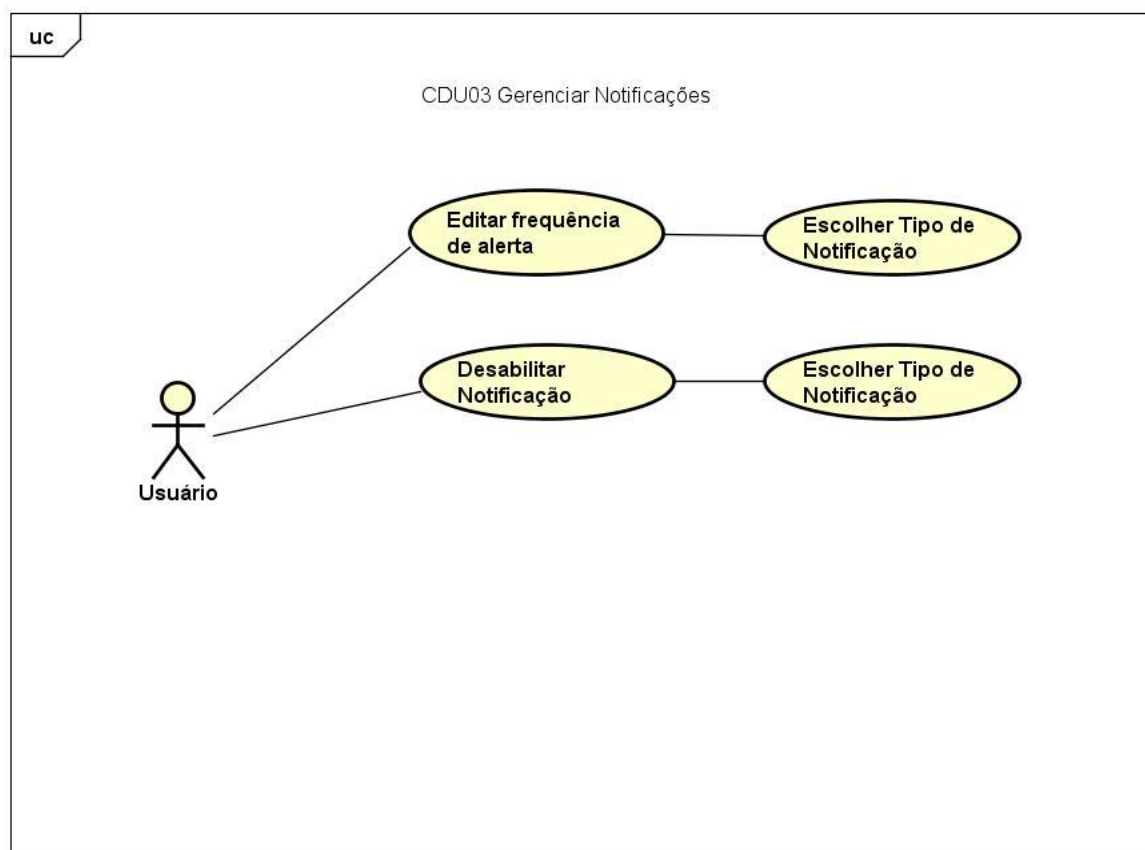 uc
CDU03 Gerenciar Notificações
Editar frequência
de alerta
Escolher Tipo de
Notificação
Desabilitar
Notificação
Escolher Tipo de
Notificação
Usuário